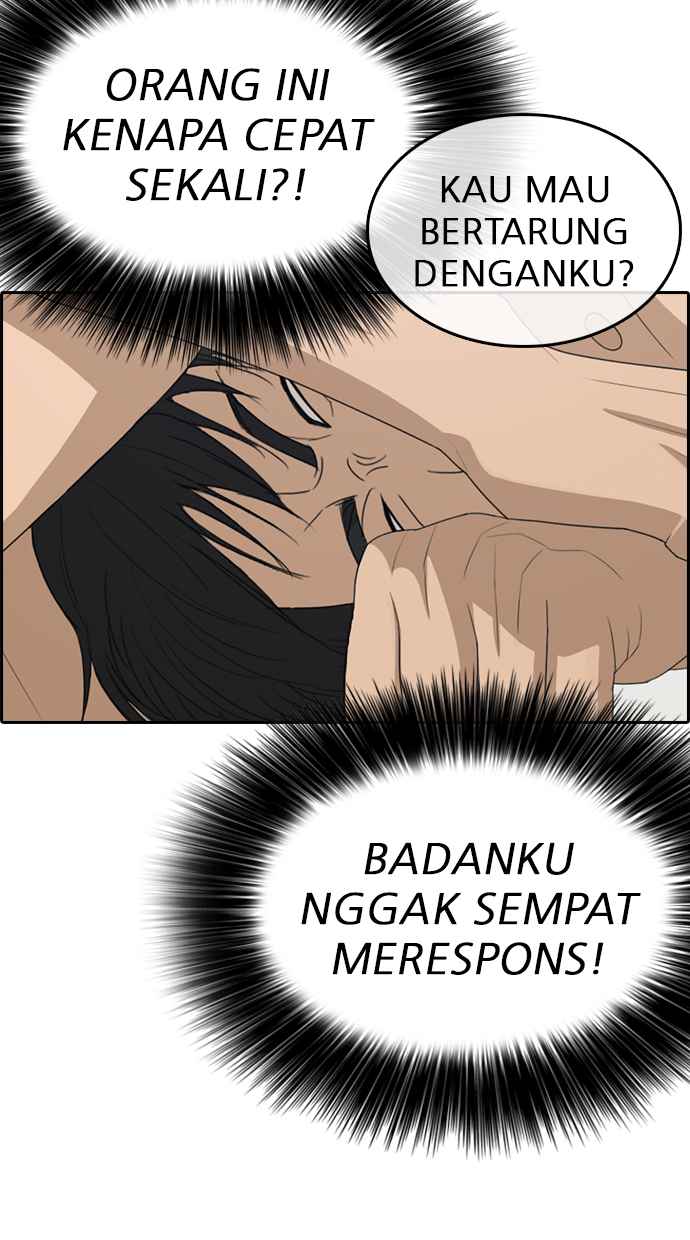 ORANG INI
KENAPA CEPAT
SEKALI?!
KAU MAU
BERTARUNG
DENGANKU?
BADANKU
NGGAK SEMPAT
MERESPONS!